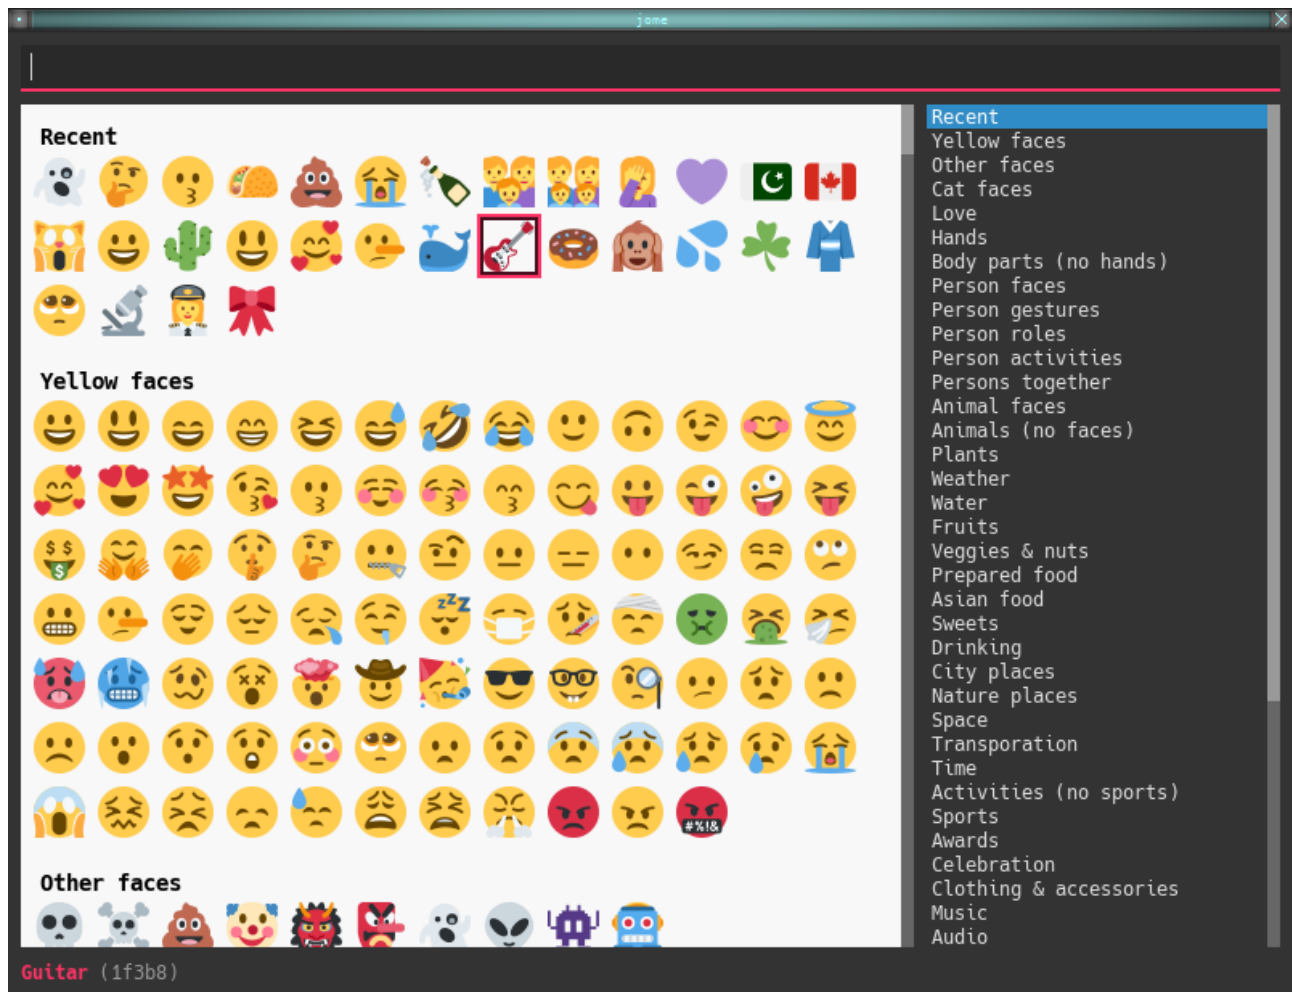 jome
Recent
Yellow faces
Other faces
Recent
Yellow faces
Other faces
Cat faces
Love
Hands
Body parts (no hands)
Person faces
Person gestures
Person roles
Person activities
Persons together
Animal faces
Animals (no faces)
Plants
Weather
Water
Fruits
Veggies & nuts
Prepared food
Asian food
Sweets
Drinking
City places
Nature places
Space
Transporation
Time
Activities (no sports)
Sports
Awards
Celebration
Clothing & accessories
Music
Audio
Guitar (1f3b8)